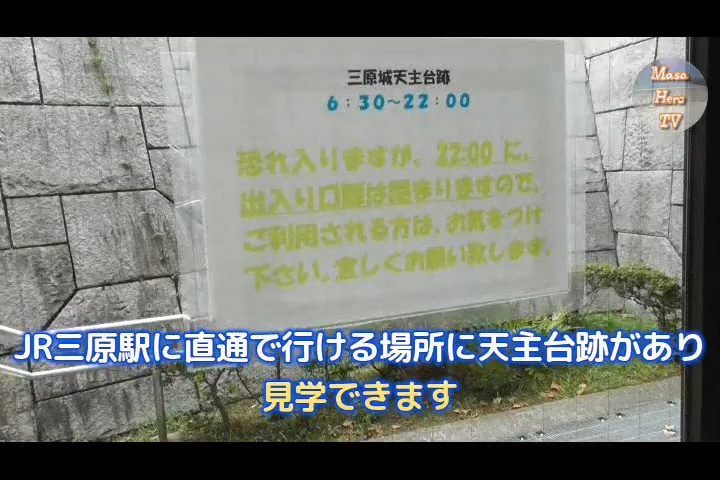 三原城天主台跡
6：30～22：00
恐れ入りますが、22:00 に、
出入り口扉は締まりますので、
ご利用される方は、お気をつけ
下さい。宜しくお願い致します。
Masa
Hero
TV
JR三原駅に直通で行ける場所に天主台跡があり
見学できます